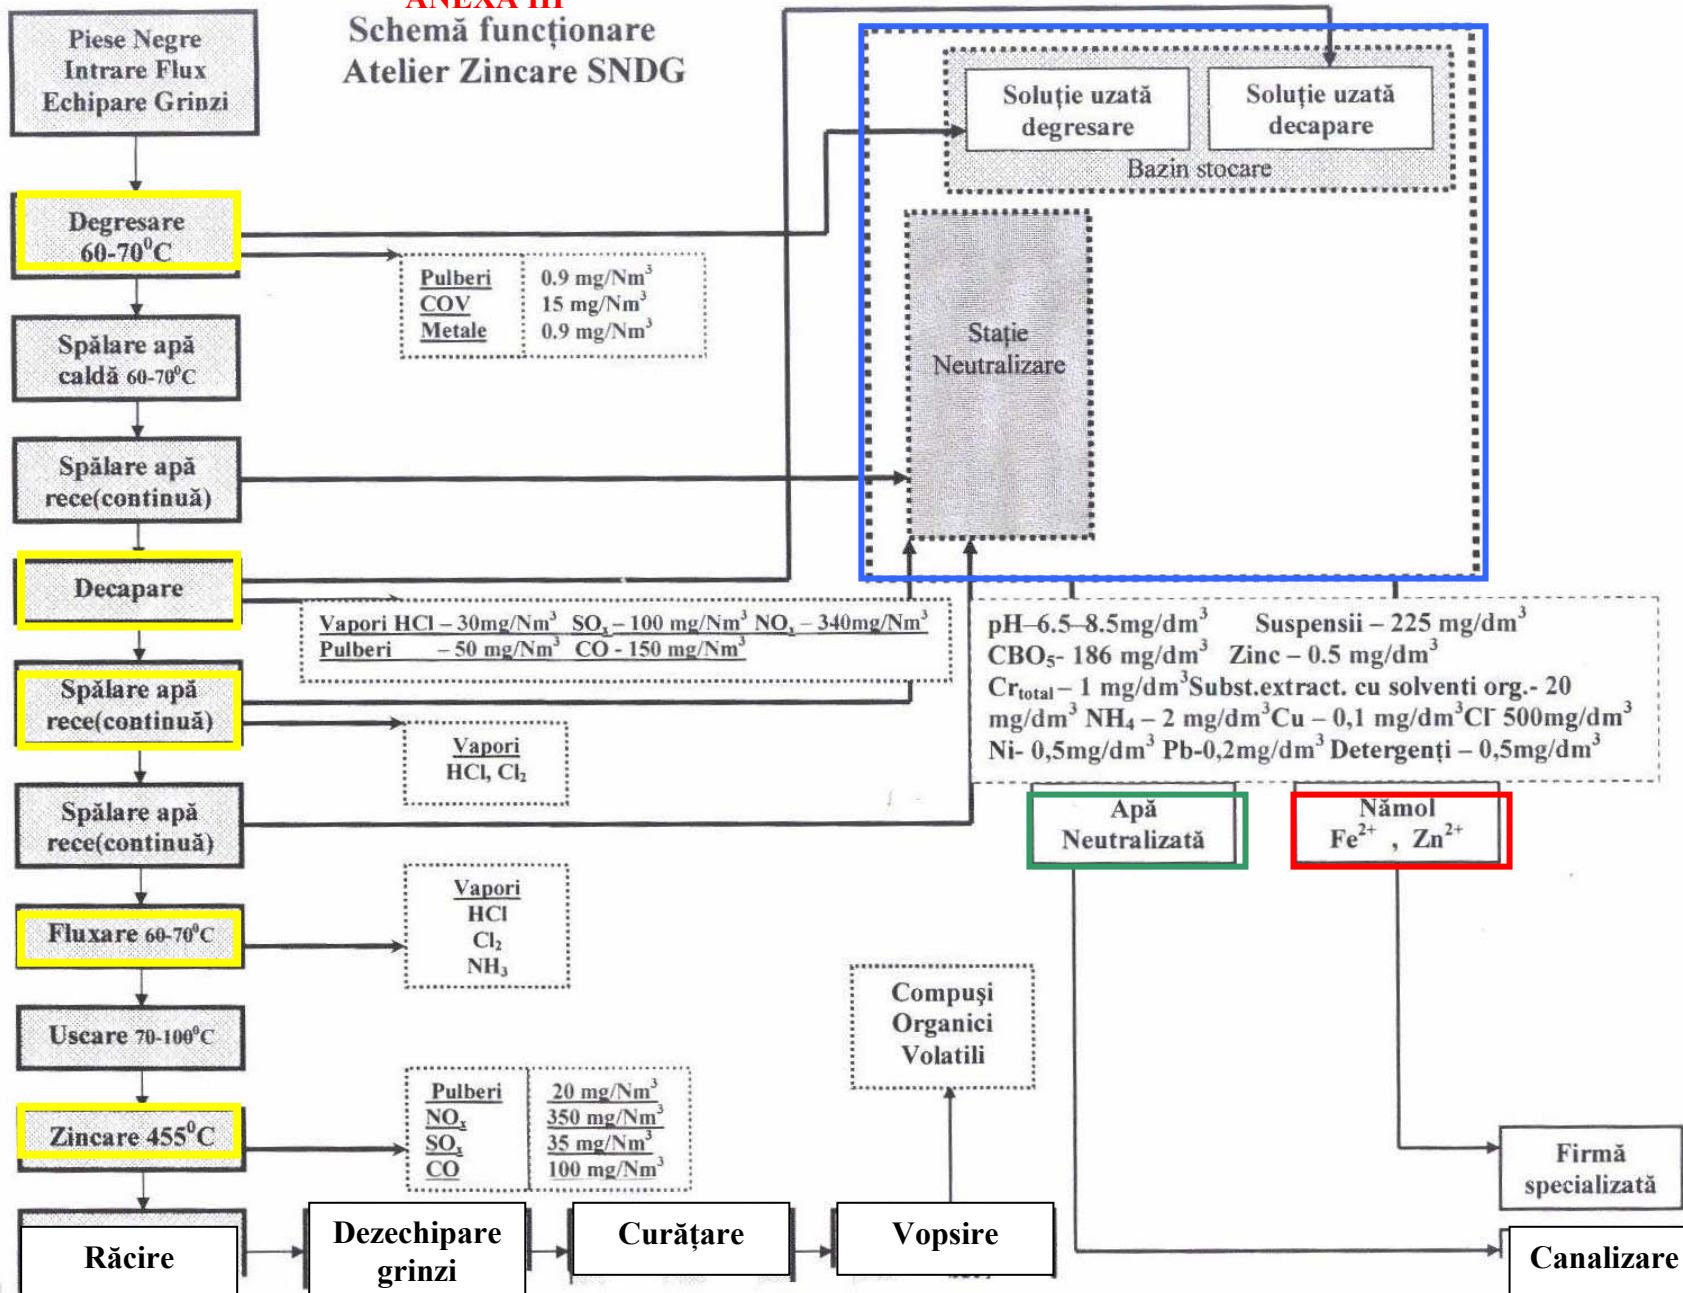 ANEXA III
Schemă funcționare
Atelier Zincare SNDG
Piese Negre
Intrare Flux
Echipare Grinzi
Soluție uzată
degresare
Soluție uzată
decapare
Bazin stocare
Degresare
60-70⁰C
Pulberi 0.9 mg/Nm³
COV 15 mg/Nm³
Metale 0.9 mg/Nm³
Stație
Neutralizare
Spălare apă
caldă 60-70⁰C
Spălare apă
rece(continuă)
Decapare
Vapori HCl – 30mg/Nm³ SOₓ – 100 mg/Nm³ NOₓ – 340mg/Nm³
Pulberi – 50 mg/Nm³ CO - 150 mg/Nm³
pH–6.5–8.5mg/dm³ Suspensii – 225 mg/dm³
CBO₅- 186 mg/dm³ Zinc – 0.5 mg/dm³
Cr total – 1 mg/dm³Subst.extract. cu solventi org.- 20
mg/dm³ NH₄ – 2 mg/dm³Cu – 0,1 mg/dm³Cl⁻ 500mg/dm³
Ni- 0,5mg/dm³ Pb-0,2mg/dm³ Detergenți – 0,5mg/dm³
Spălare apă
rece(continuă)
Vapori
HCl, Cl₂
Spălare apă
rece(continuă)
Apă
Neutralizată
Nămol
Fe²⁺ , Zn²⁺
Fluxare 60-70⁰C
Vapori
HCl
Cl₂
NH₃
Uscare 70-100⁰C
Compuşi
Organici
Volatili
Zincare 455⁰C
Pulberi 20 mg/Nm³
NOₓ 350 mg/Nm³
SOₓ 35 mg/Nm³
CO 100 mg/Nm³
Firmă
specializată
Răcire
Dezechipare
grinzi
Curățare
Vopsire
Canalizare